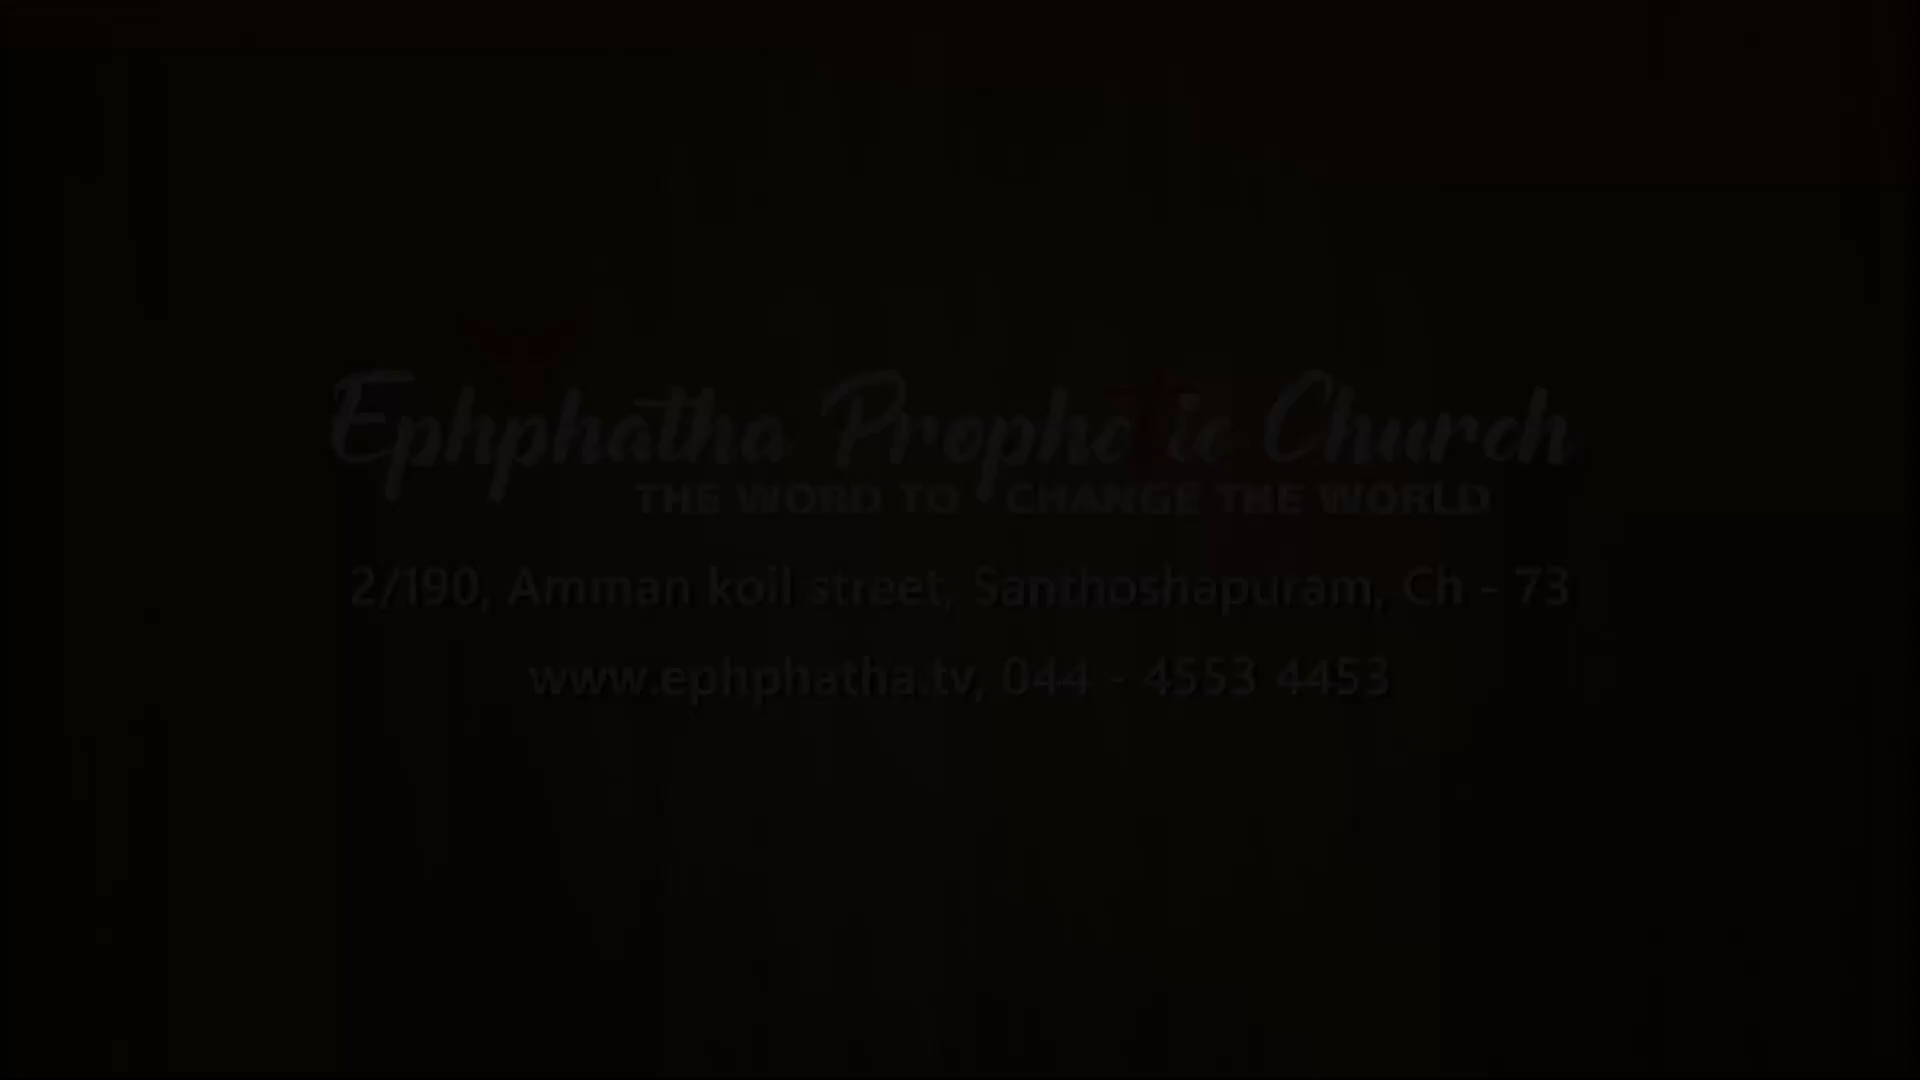 Ephphatha Prophetic Church
THE WORD TO CHANGE THE WORLD
2/190, Amman koil street, Santhoshapuram, Ch - 73
www.ephphatha.tv, 044 - 4553 4453